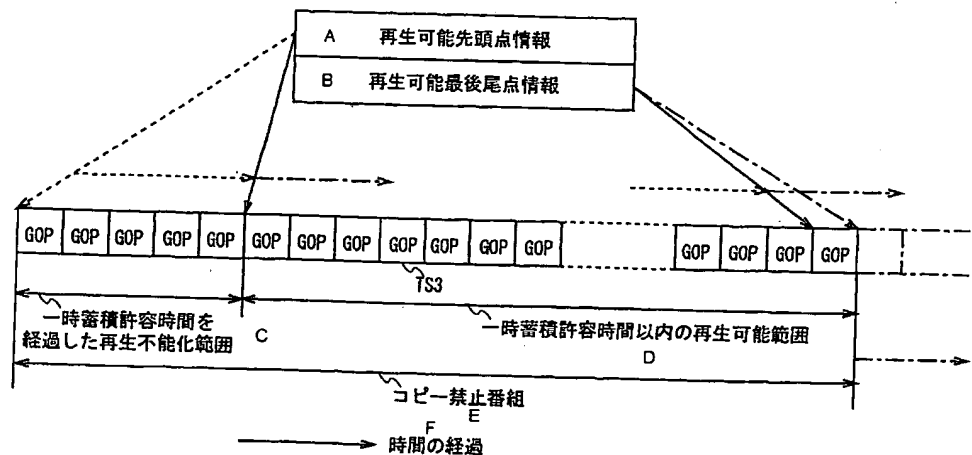 A 再生可能先頭点情報
B 再生可能最後尾点情報
GOP GOP GOP GOP GOP GOP GOP GOP GOP GOP GOP GOP GOP GOP GOP GOP
TS3
一時蓄積許容時間を
経過した再生不能化範囲
C
一時蓄積許容時間以内の再生可能範囲
D
コピー禁止番組
E
F
時間の経過